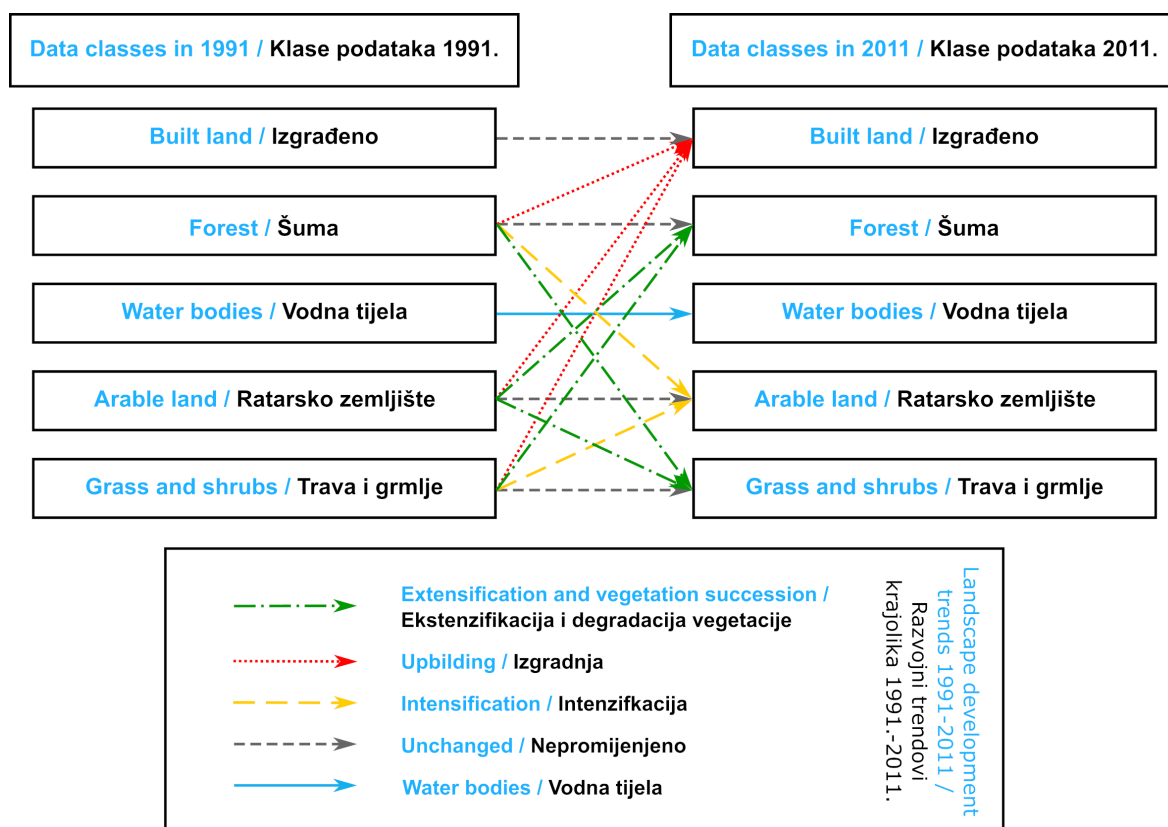 Data classes in 1991 / Klase podataka 1991.
Data classes in 2011 / Klase podataka 2011.
Built land / Izgrađeno
Built land / Izgrađeno
Forest / Šuma
Forest / Šuma
Water bodies / Vodna tijela
Water bodies / Vodna tijela
Arable land / Ratarsko zemljište
Arable land / Ratarsko zemljište
Grass and shrubs / Trava i grmlje
Grass and shrubs / Trava i grmlje
Extensification and vegetation succession /
Ekstenzifikacija i degradacija vegetacije
Upbilding / Izgradnja
Intensification / Intenzifkacija
Unchanged / Nepromijenjeno
Water bodies / Vodna tijela
Landscape development
trends 1991-2011 /
Razvojni trendovi
krajolika 1991.-2011.